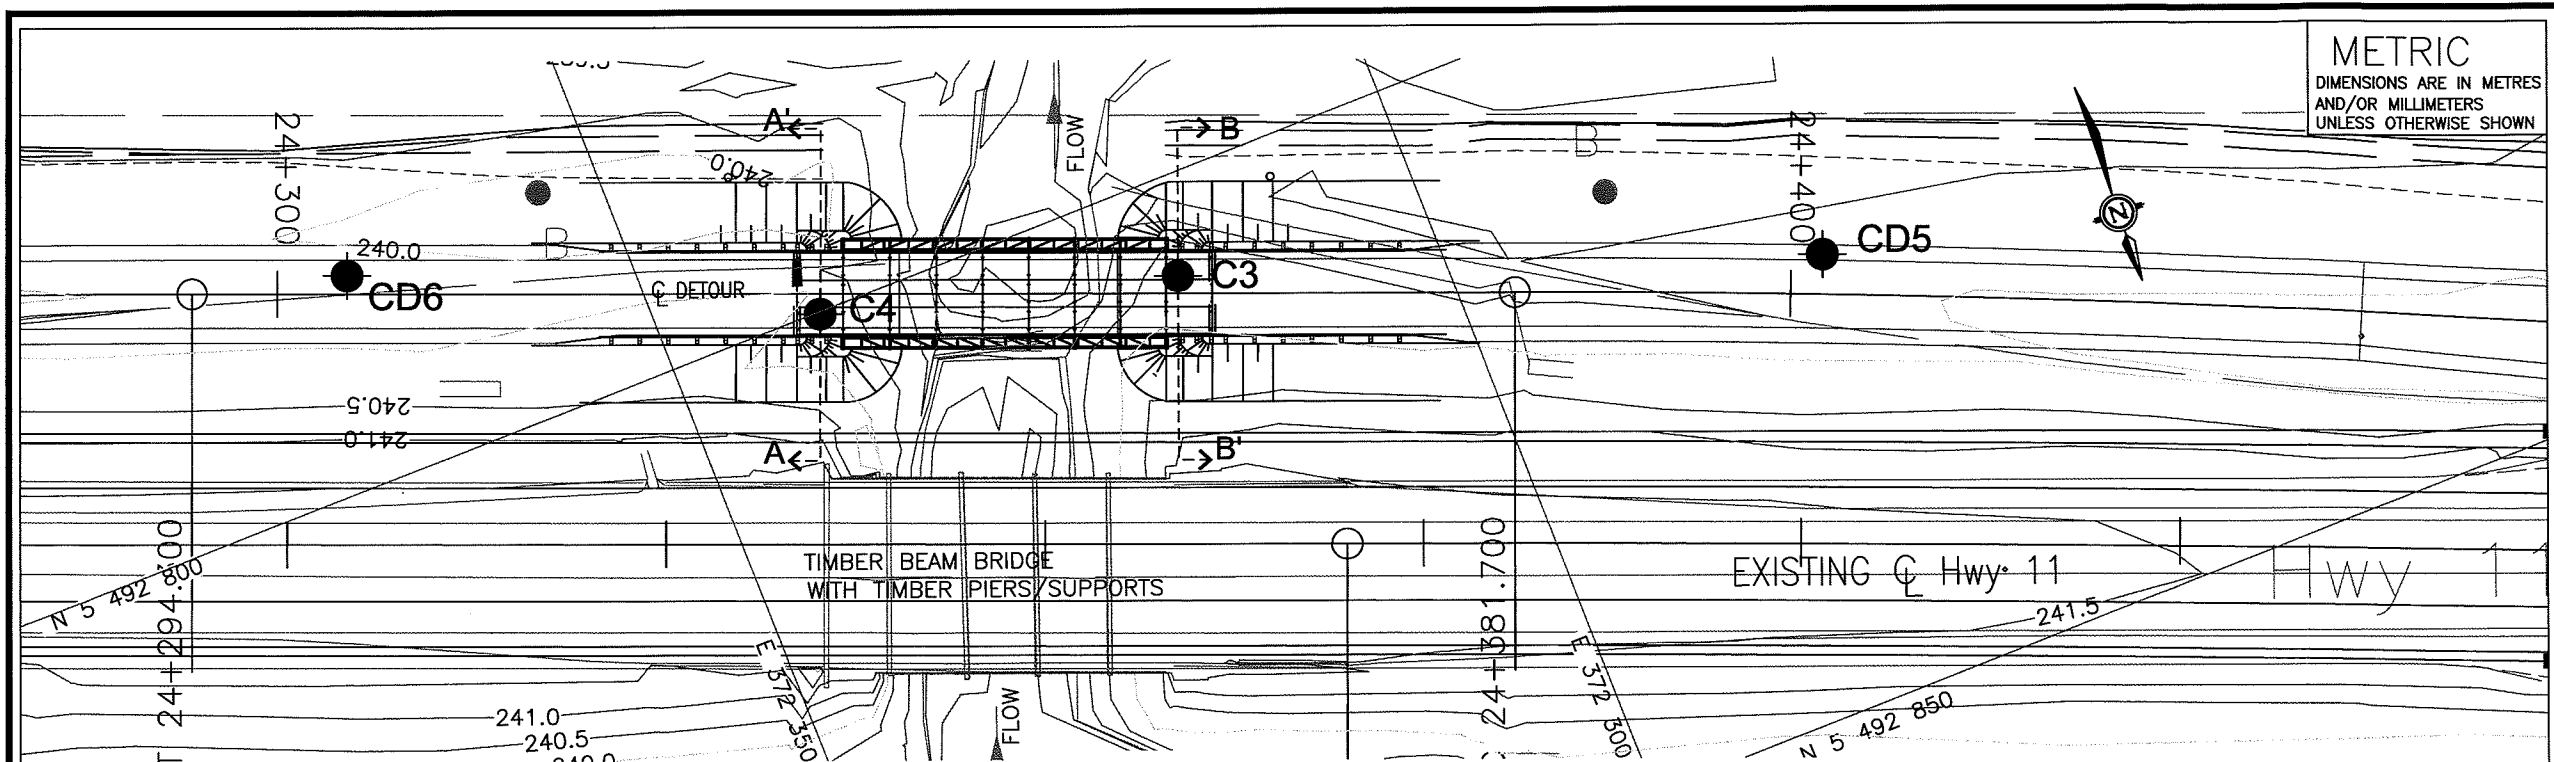 METRIC
DIMENSIONS ARE IN METRES
AND/OR MILLIMETERS
UNLESS OTHERWISE SHOWN
24+300
A'
FLOW
B
B
24+400
240.0
240.0
B
CD5
CD6
℄ DETOUR
C4
C3
N
240.5
241.0
A
B'
TIMBER BEAM BRIDGE
WITH TIMBER PIERS/SUPPORTS
EXISTING ℄ Hwy 11
Hwy 11
N 5 492 800
241.5
E 372 350
24+381.700
E 372 300
N 5 492 850
241.0
240.5
FLOW